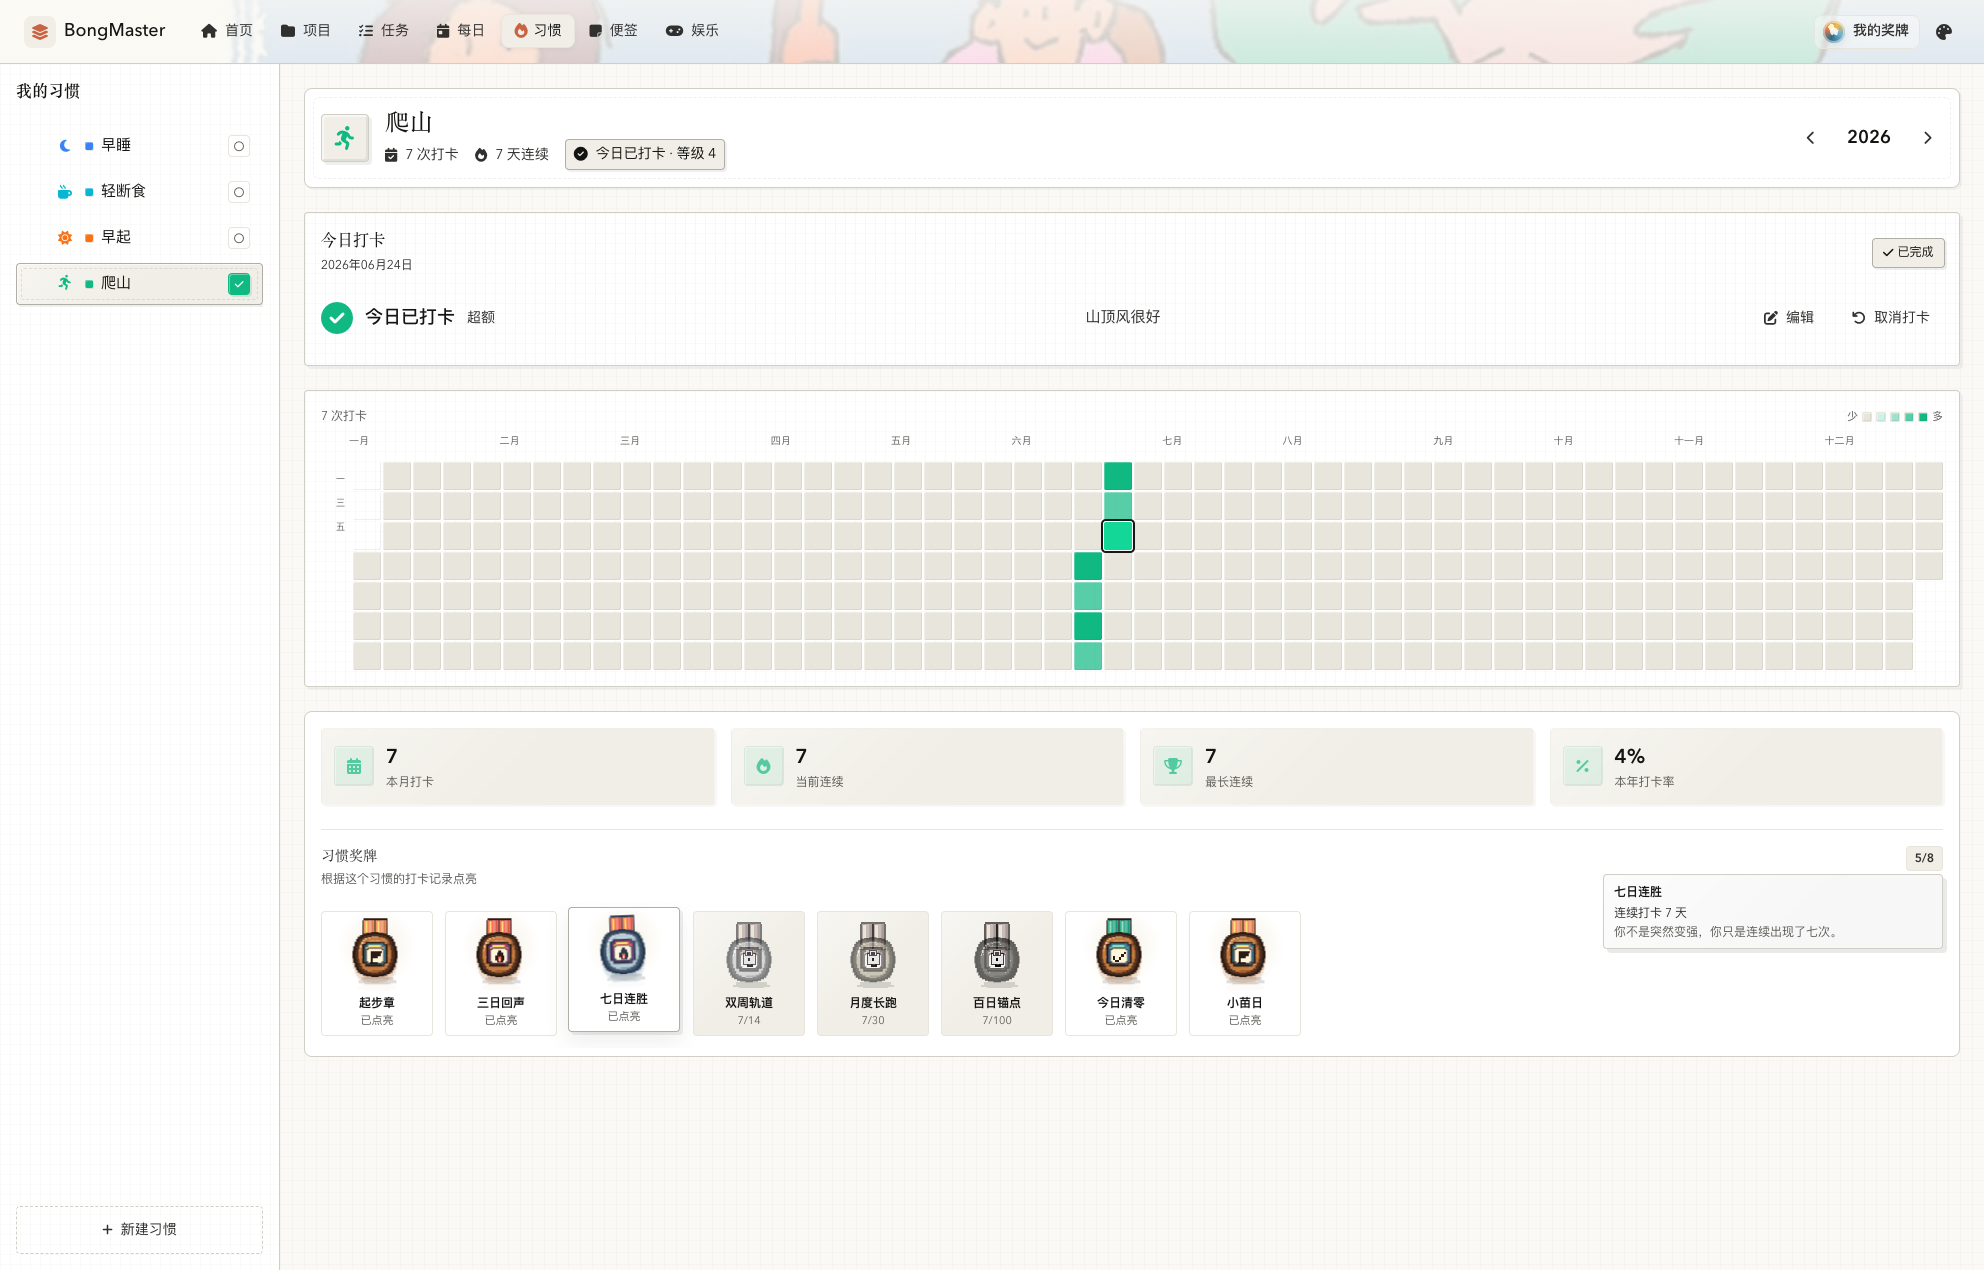 BongMaster
首页
项目
任务
每日
习惯
便签
娱乐
我的奖牌
我的习惯
早睡
轻断食
早起
爬山
新建习惯
爬山
7 次打卡
7 天连续
今日已打卡 · 等级 4
2026
今日打卡
2026年06月24日
已完成
今日已打卡 超额
山顶风很好
编辑
取消打卡
7 次打卡
少
多
一月 二月 三月 四月 五月 六月 七月 八月 九月 十月 十一月 十二月
一
三
五
7
本月打卡
7
当前连续
7
最长连续
4%
本年打卡率
习惯奖牌
根据这个习惯的打卡记录点亮
5/8
七日连胜
连续打卡 7 天
你不是突然变强，你只是连续出现了七次。
起步章
已点亮
三日回声
已点亮
七日连胜
已点亮
双周轨道
7/14
月度长跑
7/30
百日锚点
7/100
今日清零
已点亮
小苗日
已点亮